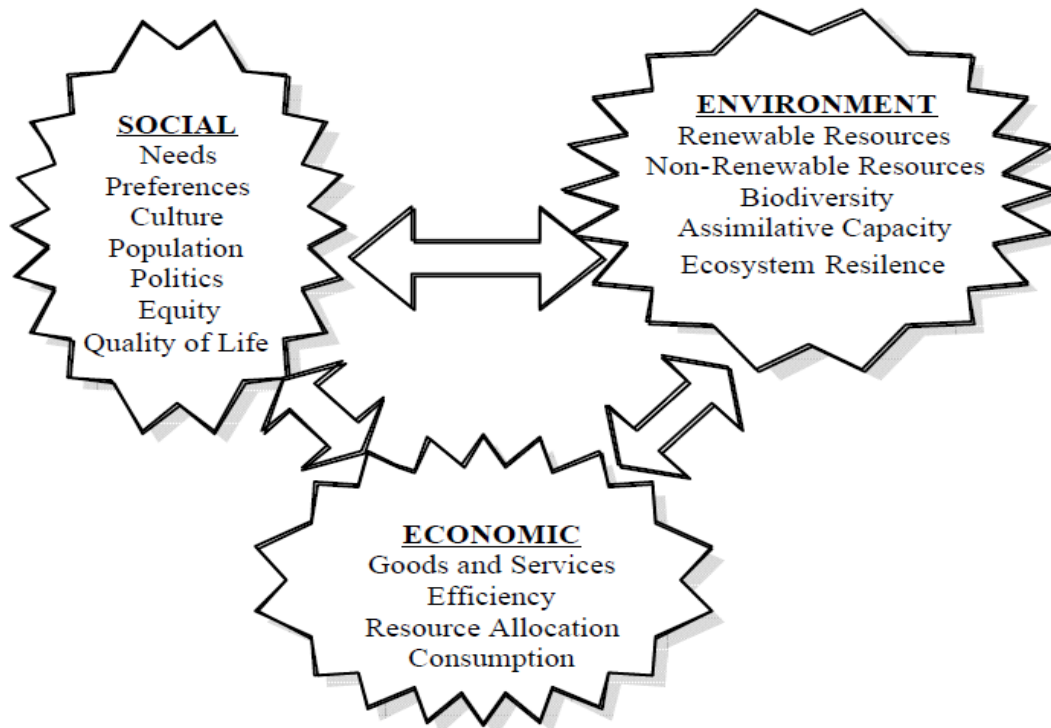 SOCIAL
Needs
Preferences
Culture
Population
Politics
Equity
Quality of Life
ENVIRONMENT
Renewable Resources
Non-Renewable Resources
Biodiversity
Assimilative Capacity
Ecosystem Resilence
ECONOMIC
Goods and Services
Efficiency
Resource Allocation
Consumption